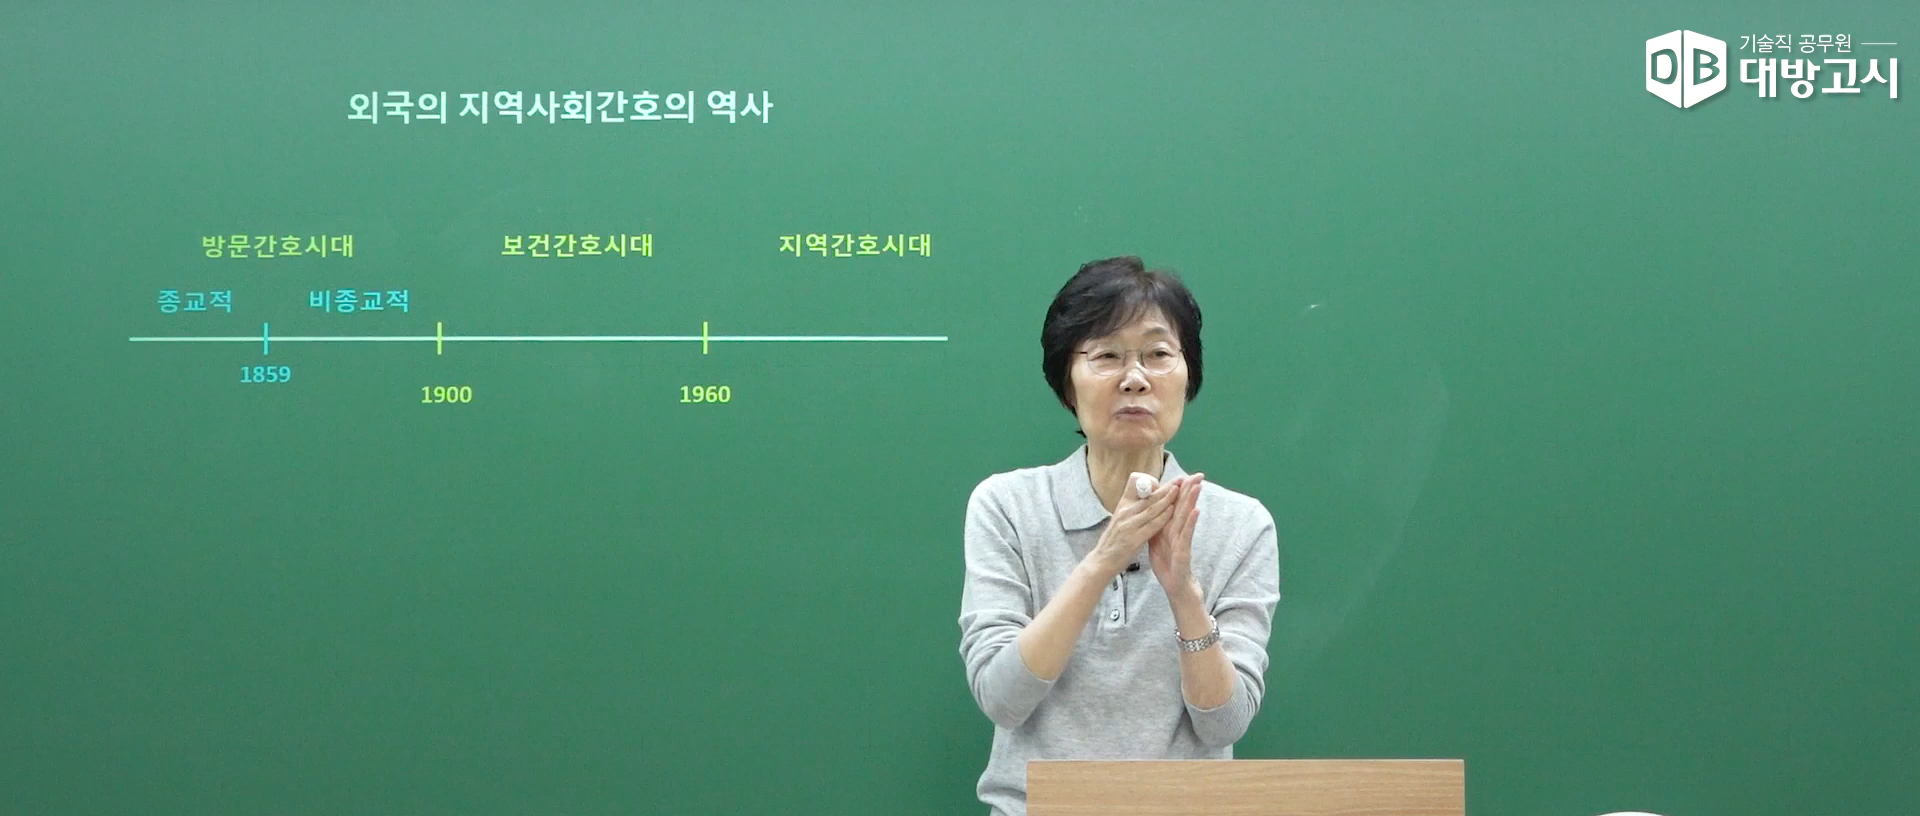 외국의 지역사회간호의 역사
방문간호시대 보건간호시대 지역간호시대
종교적 비종교적
1859
1900 1960
DB 기술직 공무원
대방고시